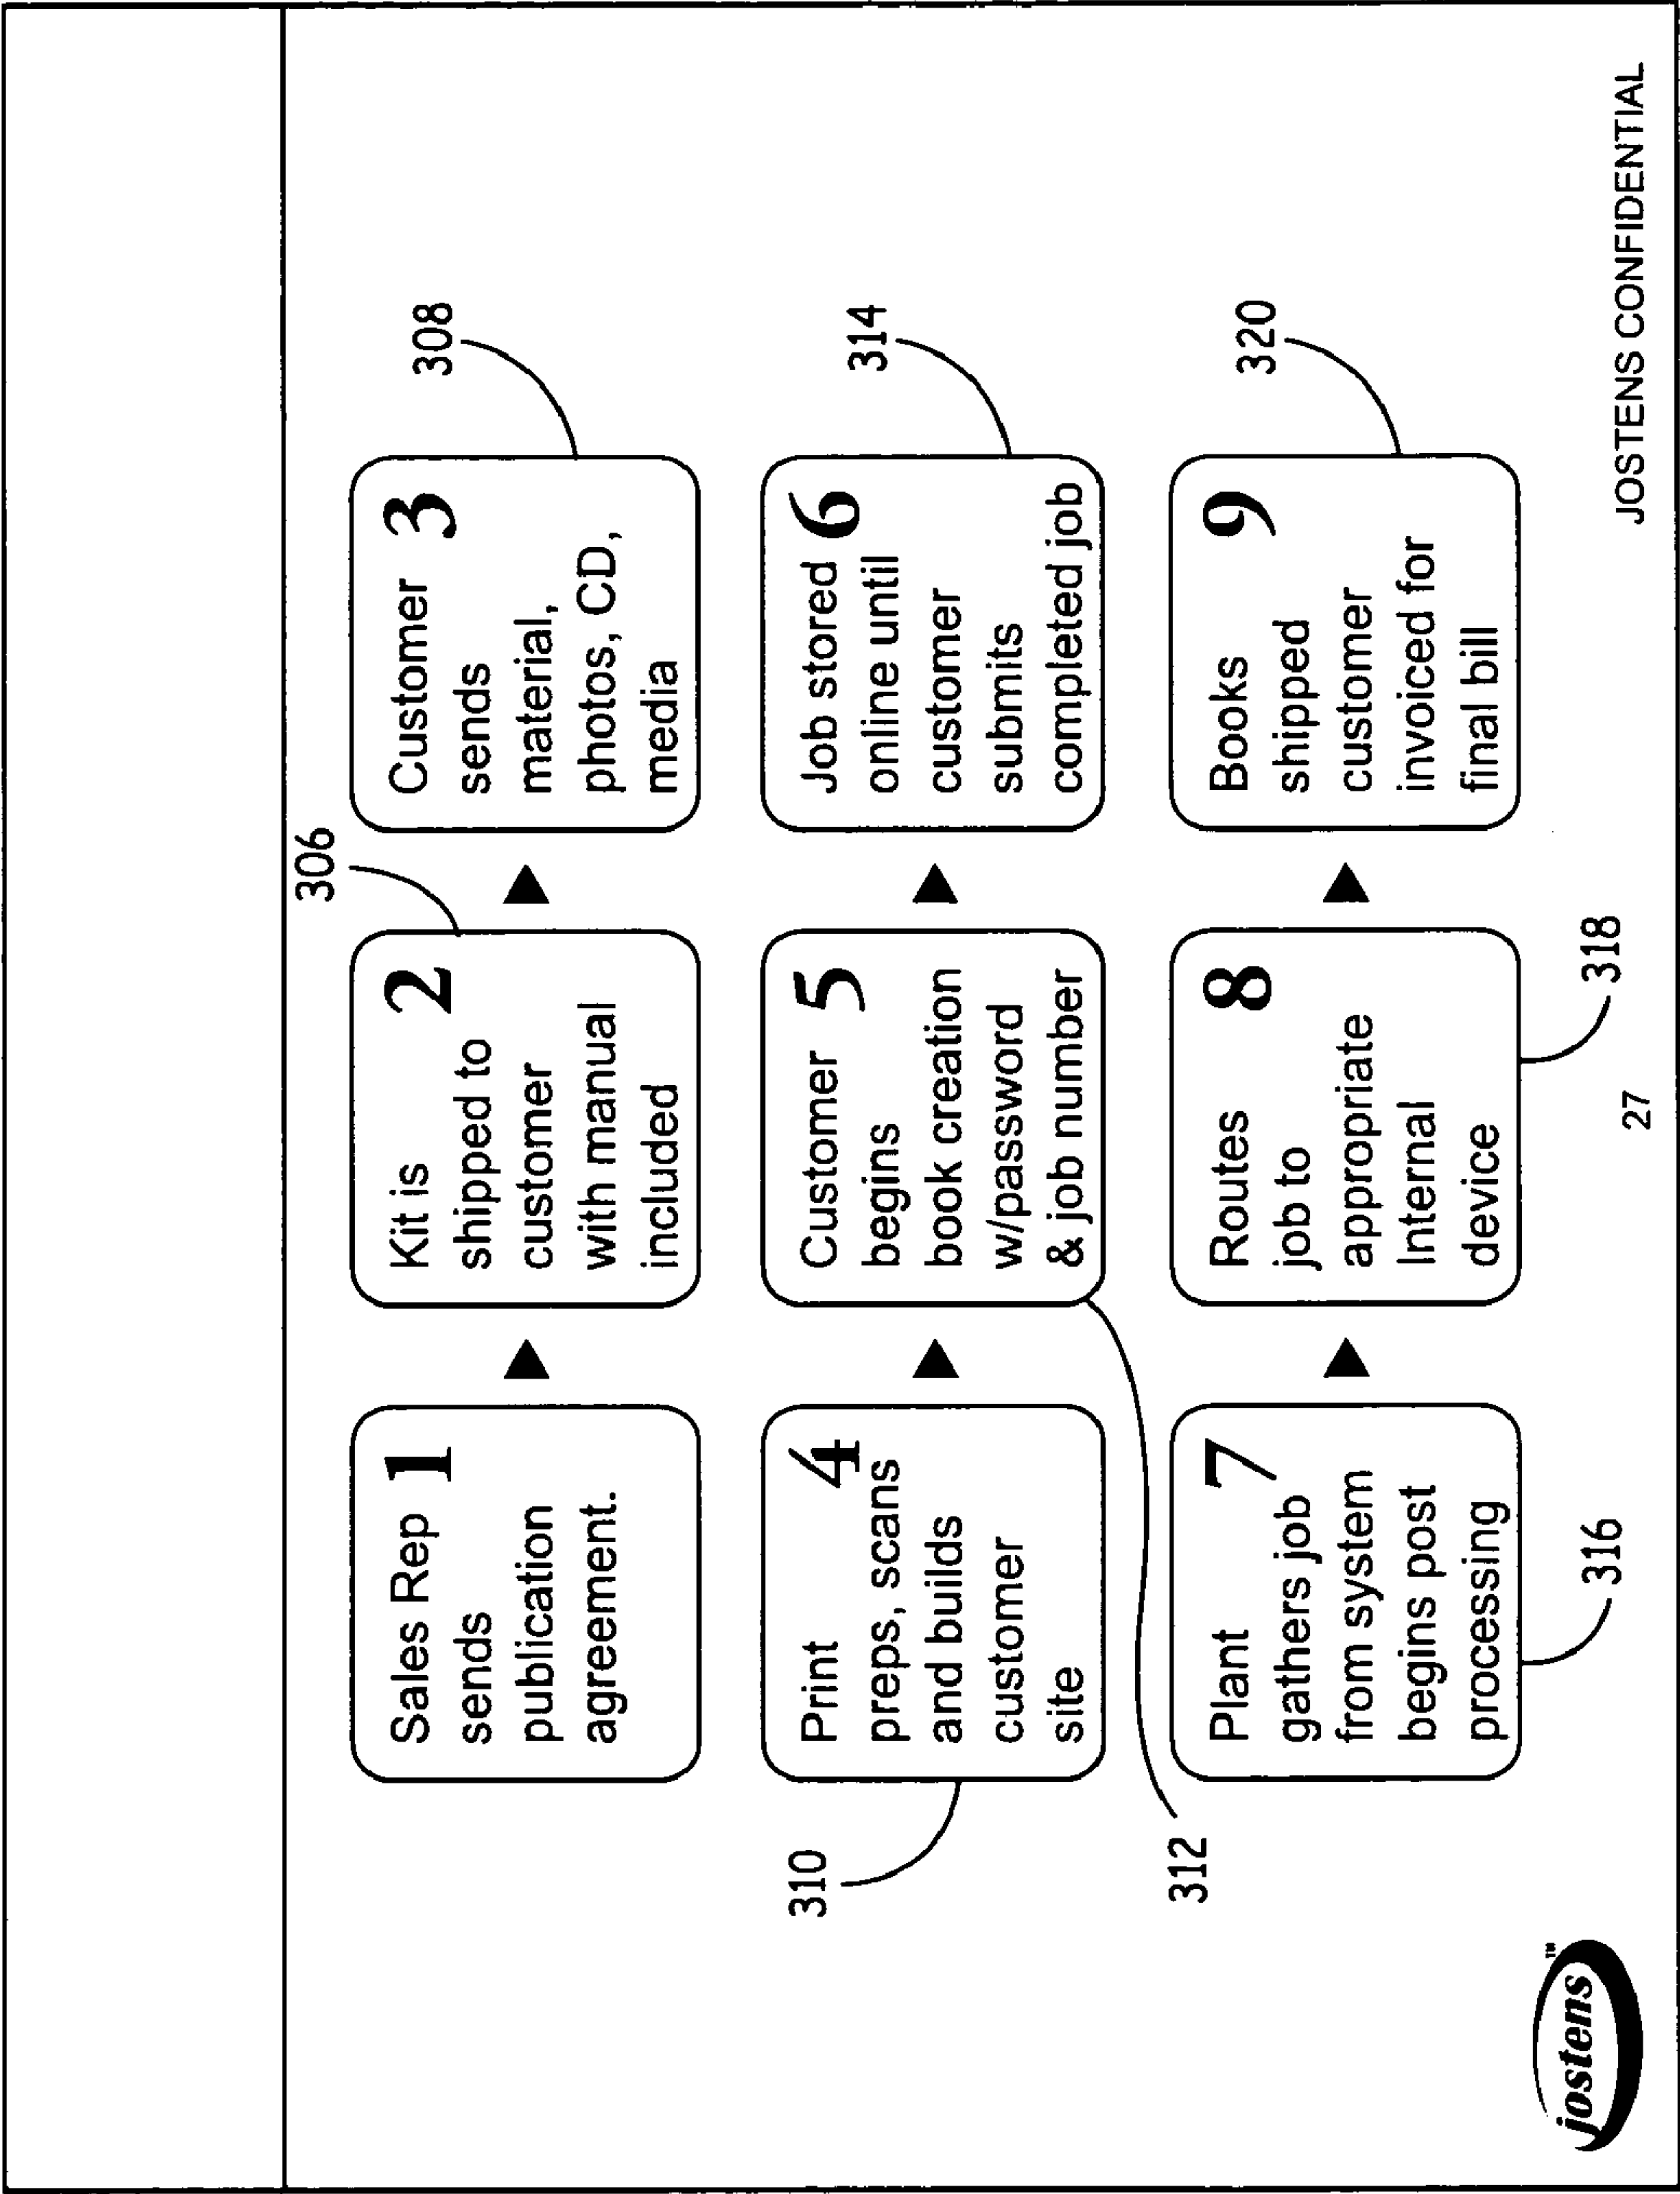 306
308
Sales Rep 1
sends
publication
agreement.
Kit is 2
shipped to
customer
with manual
included
Customer 3
sends
material,
photos, CD,
media
310
312
314
Print 4
preps, scans
and builds
customer
site
Customer 5
begins
book creation
w/password
& job number
Job stored 6
online until
customer
submits
completed job
Plant 7
gathers job
from system
begins post
processing
Routes 8
job to
appropriate
Internal
device
Books 9
shipped
customer
invoiced for
final bill
316
318
320
jostens™
27
JOSTENS CONFIDENTIAL